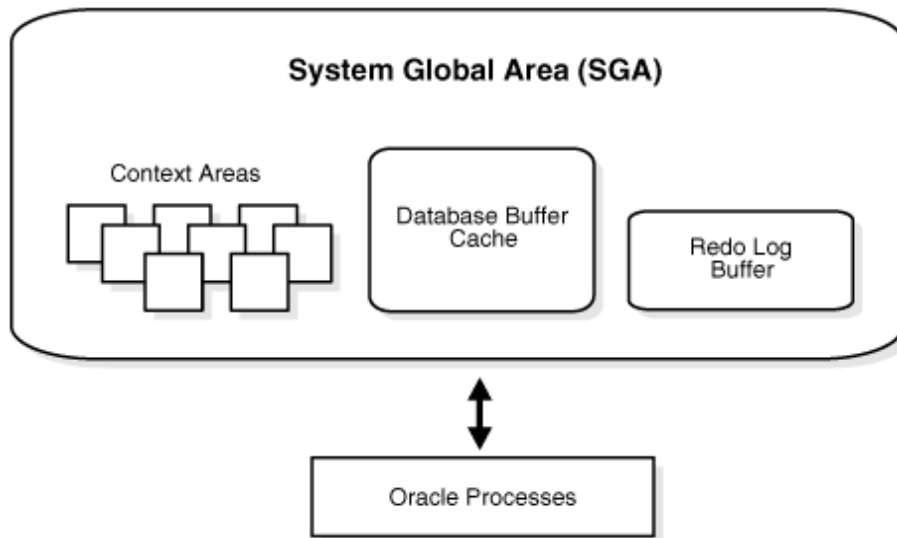 System Global Area (SGA)
Context Areas
Database Buffer
Cache
Redo Log
Buffer
Oracle Processes